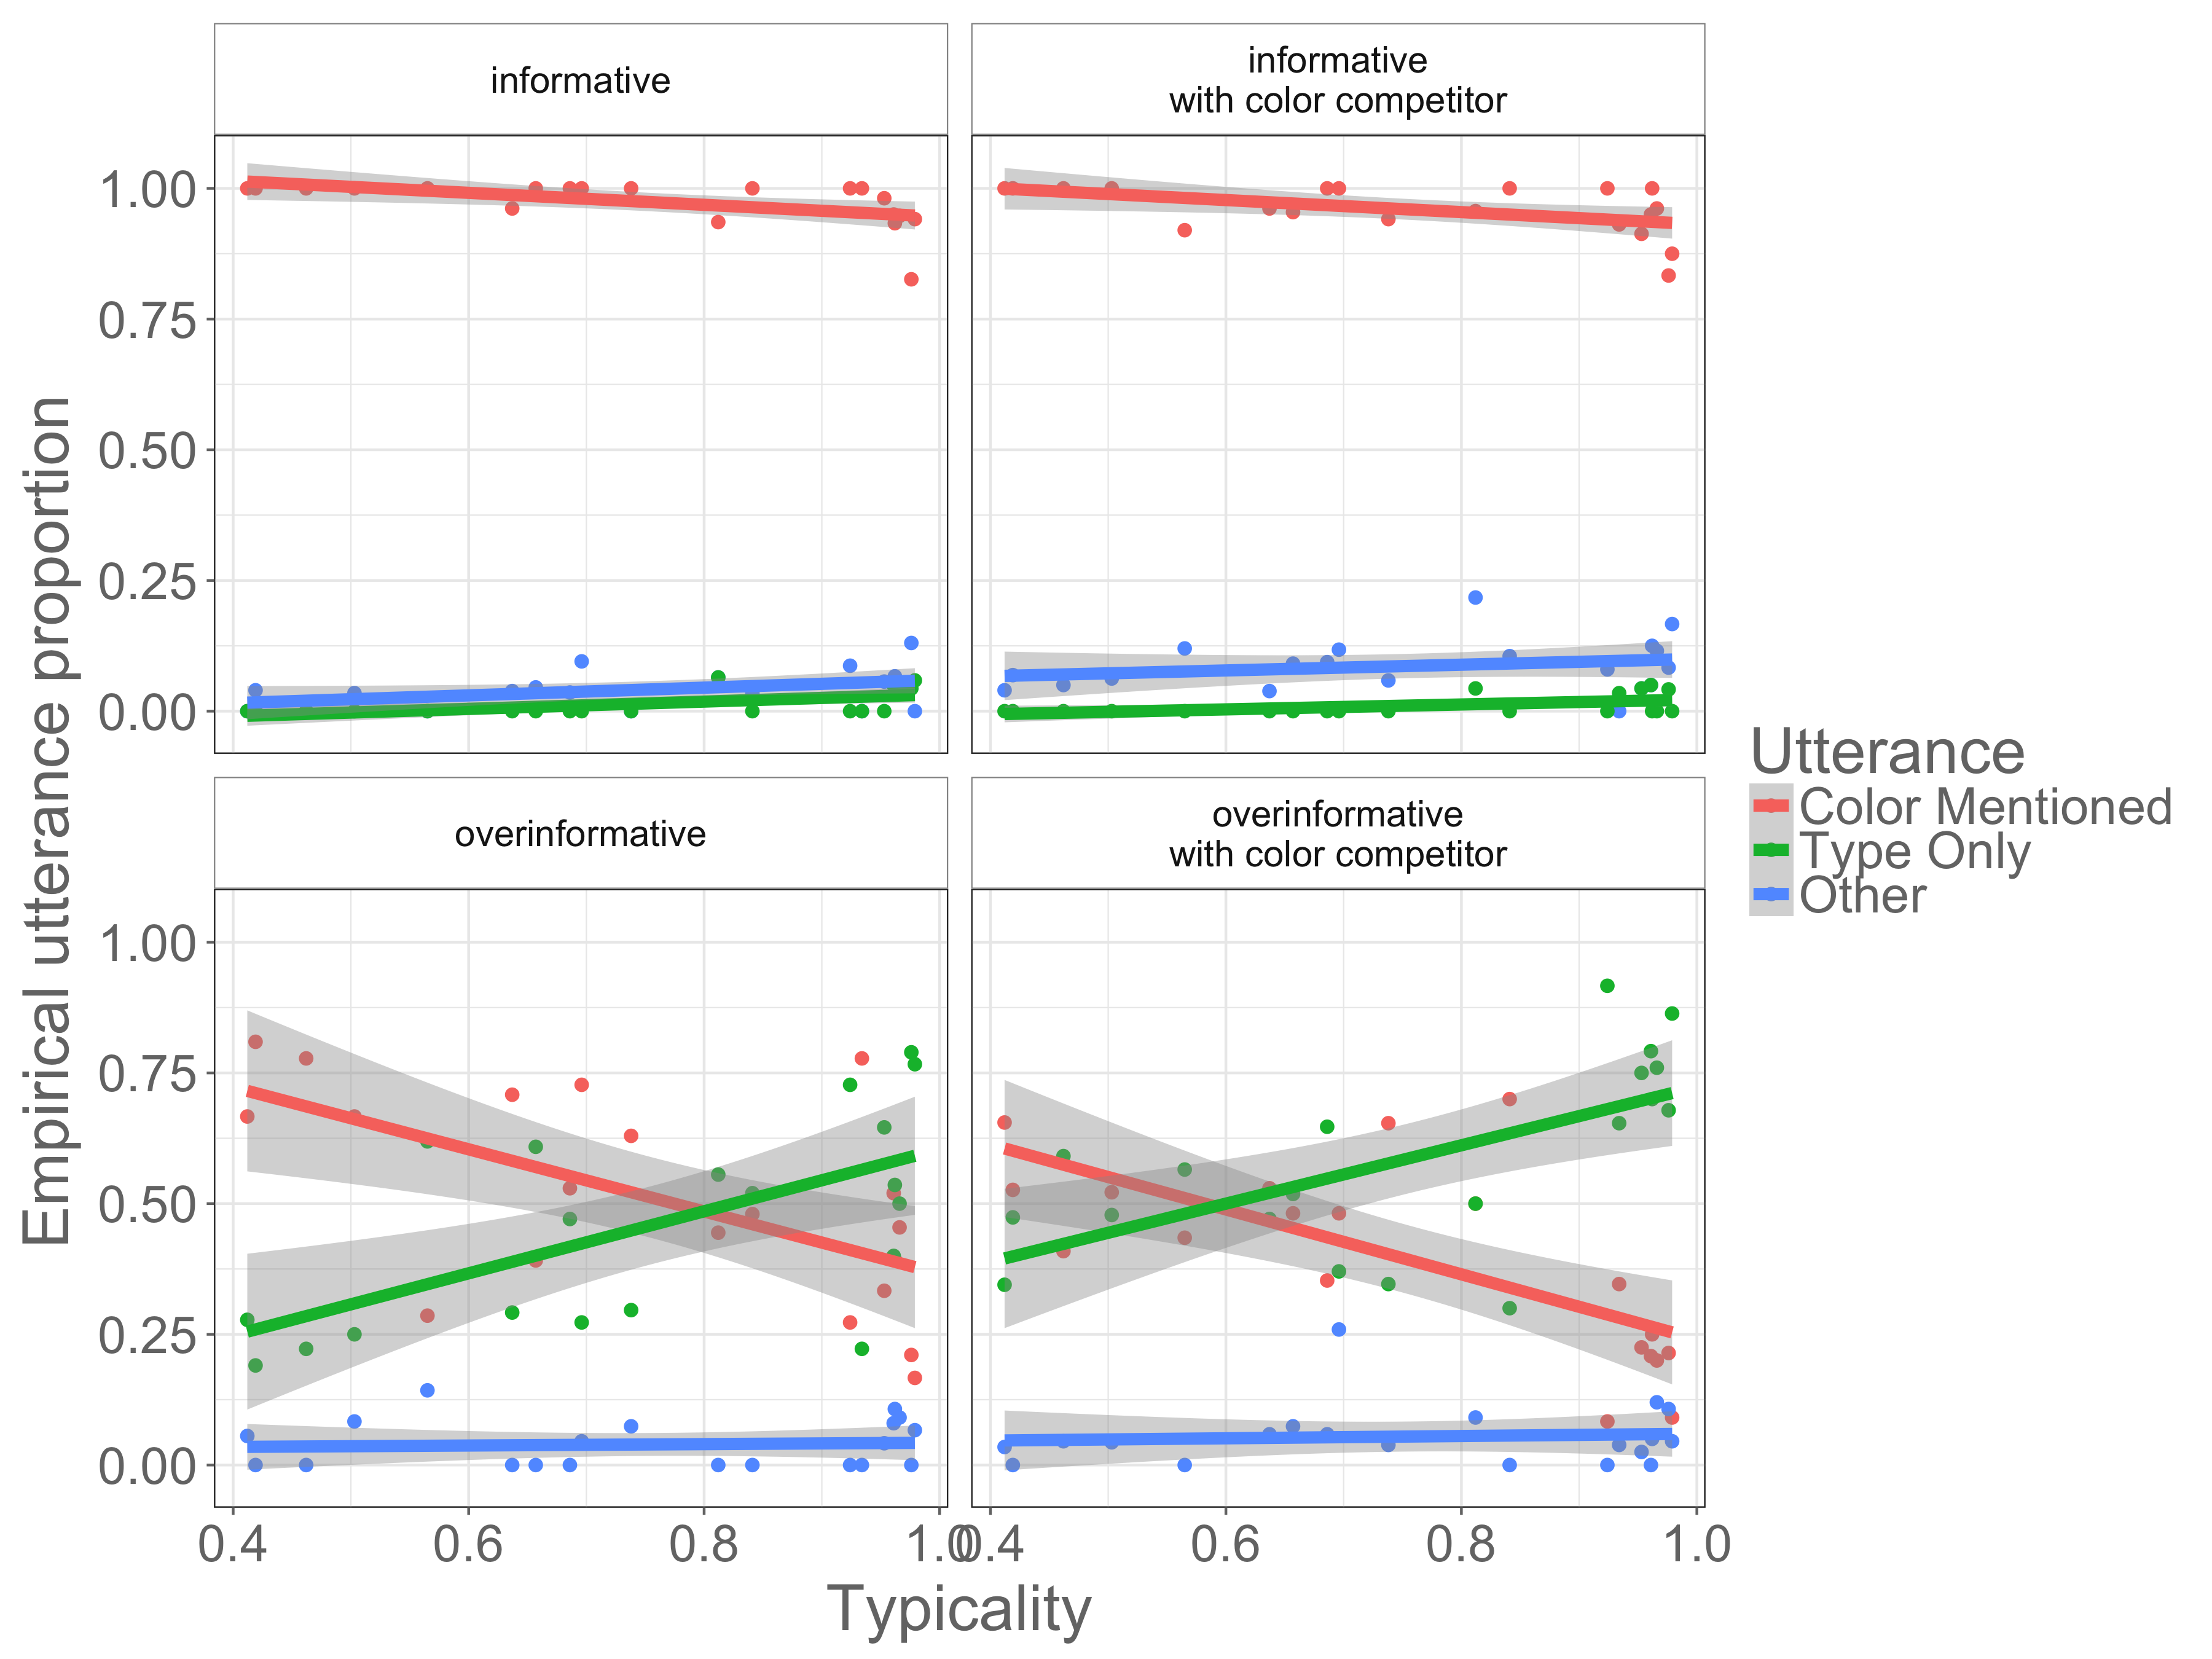 informative
informative
with color competitor
1.00
0.75
0.50
0.25
0.00
overinformative
overinformative
with color competitor
1.00
0.75
0.50
0.25
0.00
0.4 0.6 0.8 1.0 0.4 0.6 0.8 1.0
Typicality
Empirical utterance proportion
Utterance
Color Mentioned
Type Only
Other